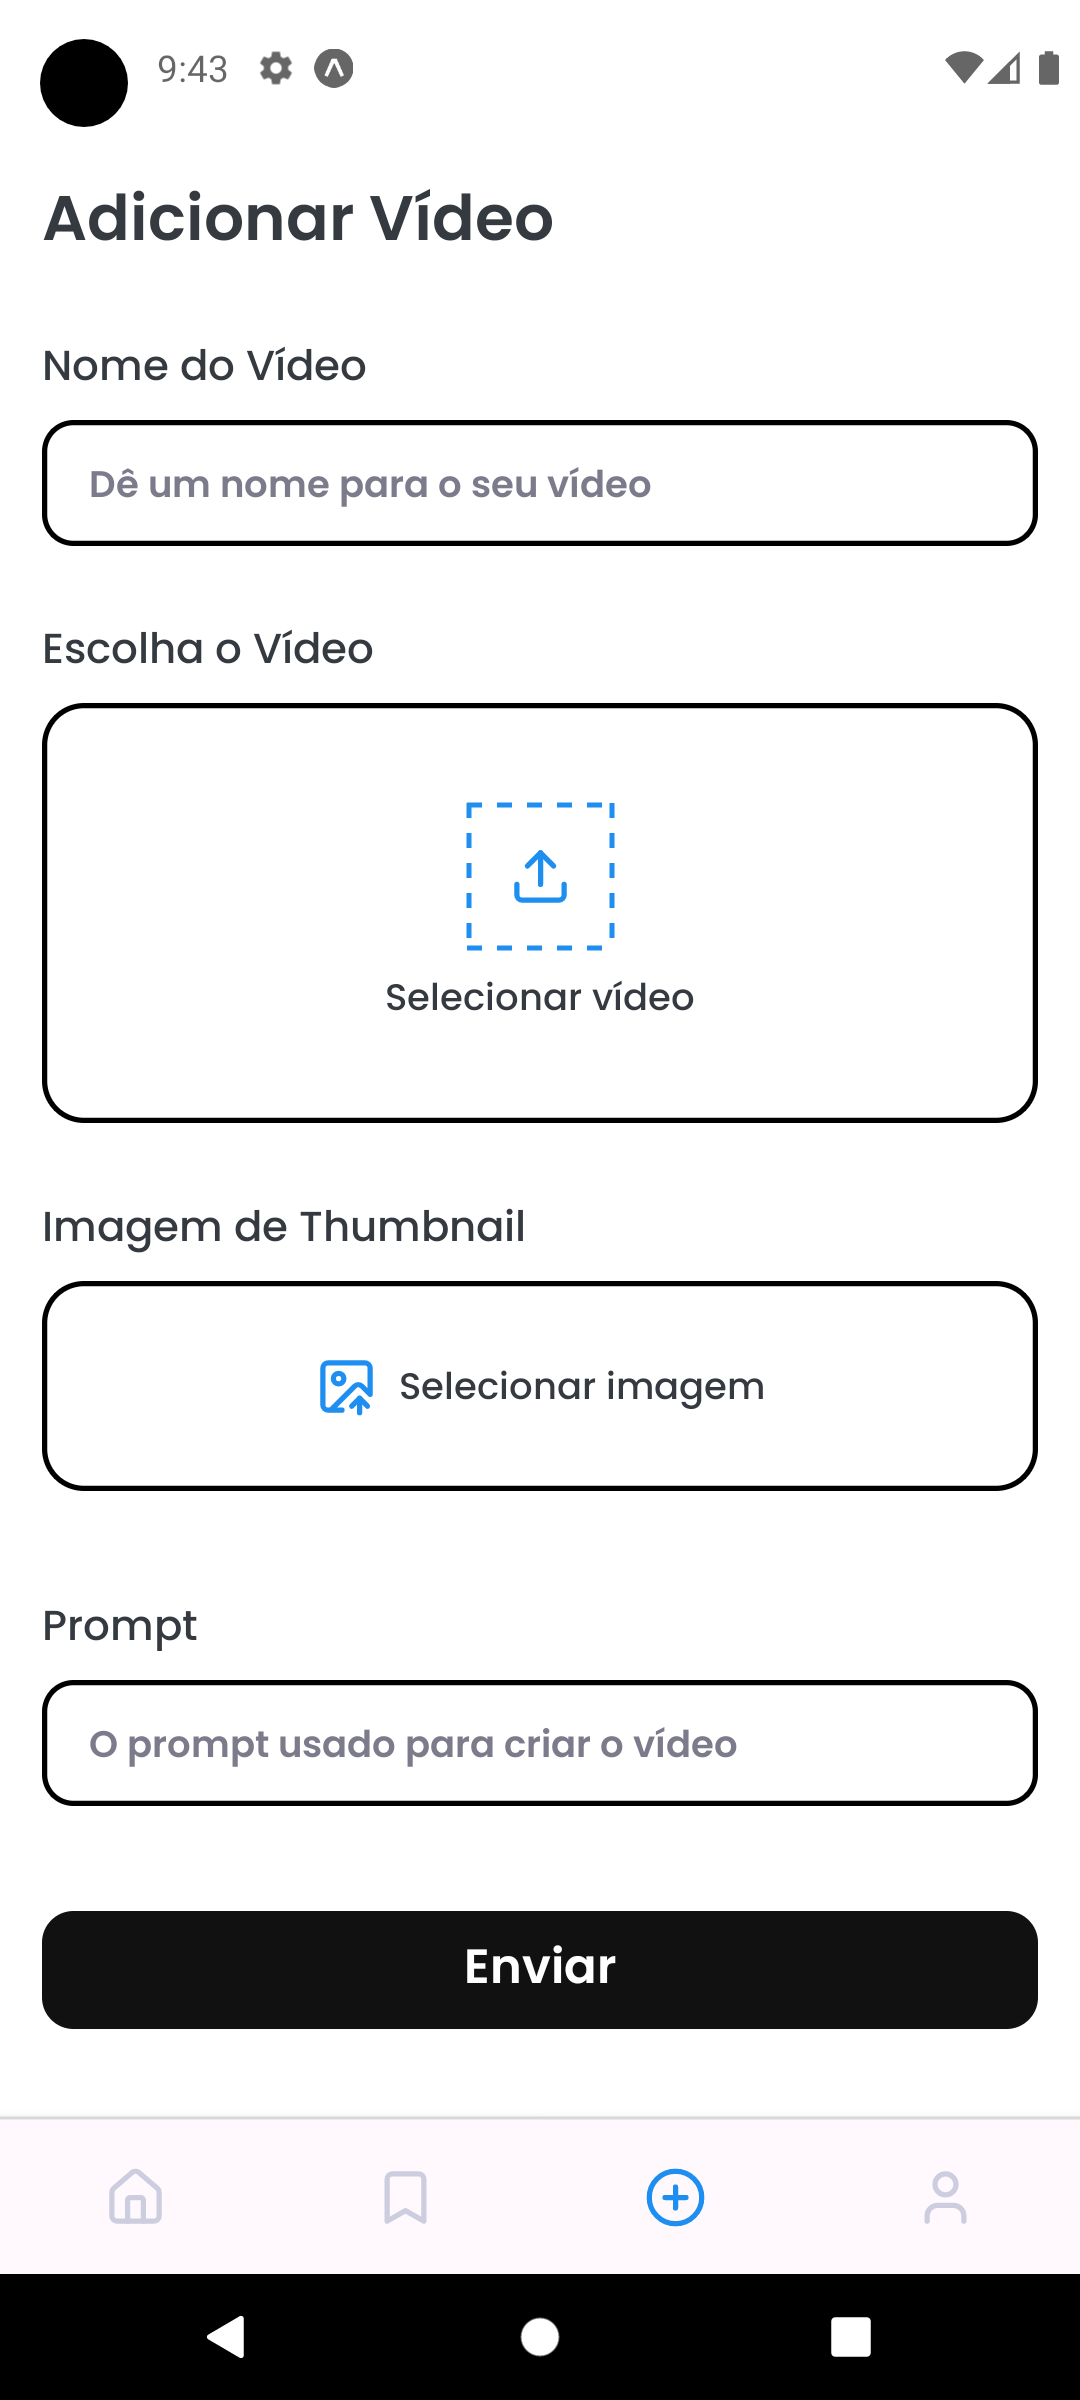 9:43
Adicionar Vídeo
Nome do Vídeo
Dê um nome para o seu vídeo
Escolha o Vídeo
Selecionar vídeo
Imagem de Thumbnail
Selecionar imagem
Prompt
O prompt usado para criar o vídeo
Enviar